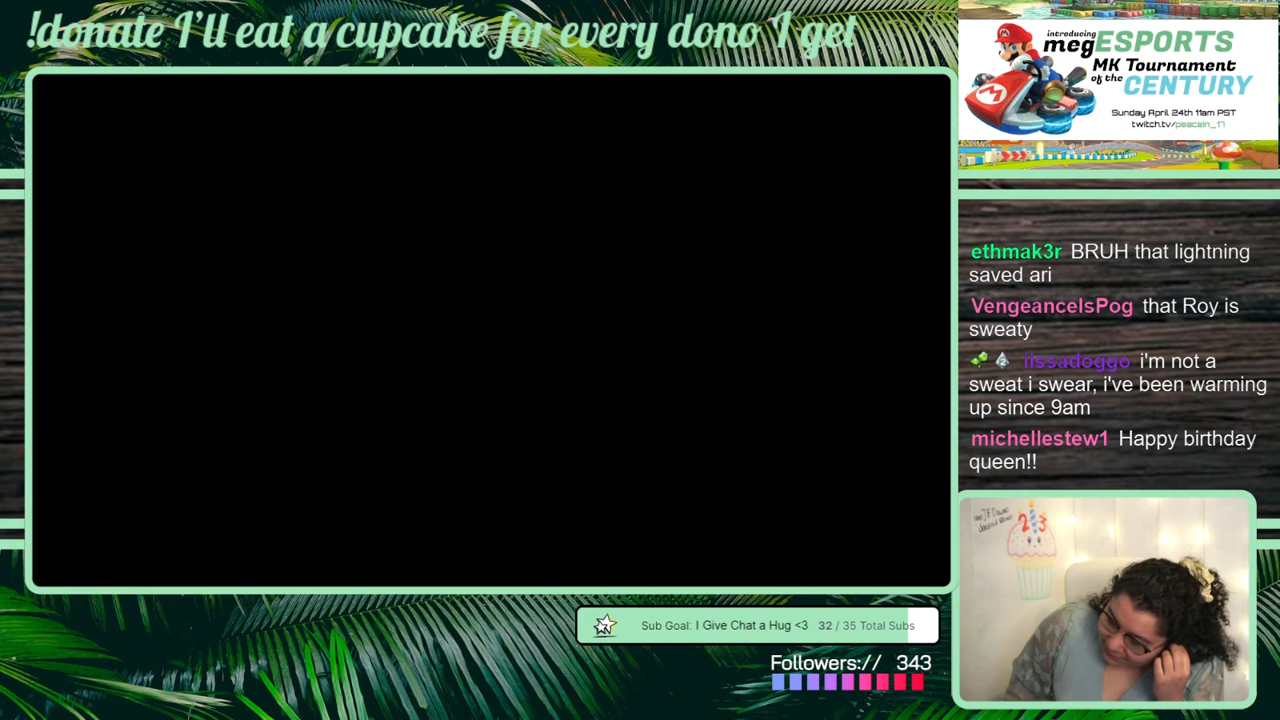 !donate I'll eat a cupcake for every dono I get
introducing
megESPORTS
MK Tournament
of the CENTURY
Sunday April 24th 11am PST
twitch.tv/peacein_17
ethmak3r BRUH that lightning
saved ari
VengeanceIsPog that Roy is
sweaty
2 lissadoggo i'm not a
sweat i swear, i've been warming
up since 9am
michellestew1 Happy birthday
queen!!
23
Sub Goal: I Give Chat a Hug <3 32 / 35 Total Subs
Followers:// 343